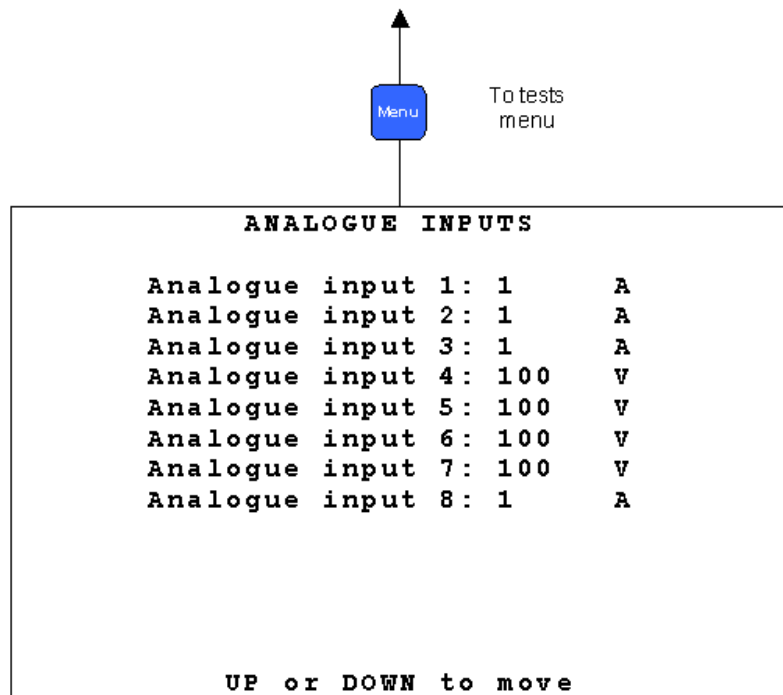 Menu
To tests
menu
ANALOGUE INPUTS
Analogue input 1: 1 A
Analogue input 2: 1 A
Analogue input 3: 1 A
Analogue input 4: 100 V
Analogue input 5: 100 V
Analogue input 6: 100 V
Analogue input 7: 100 V
Analogue input 8: 1 A
UP or DOWN to move